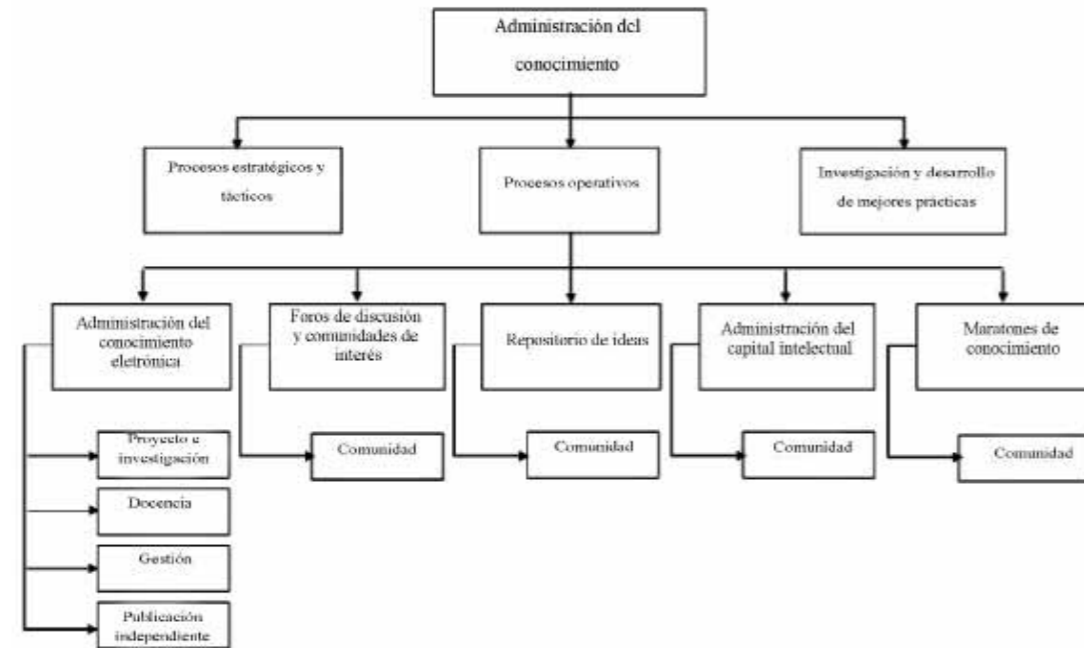 Administración del
conocimiento
Procesos estratégicos y
tácticos
Procesos operativos
Investigación y desarrollo
de mejores prácticas
Administración del
conocimiento
eletrónica
Foros de discusión
y comunidades de
interés
Repositorio de ideas
Administración del
capital intelectual
Maratones de
conocimiento
Proyecto e
investigación
Docencia
Gestión
Publicación
independiente
Comunidad
Comunidad
Comunidad
Comunidad